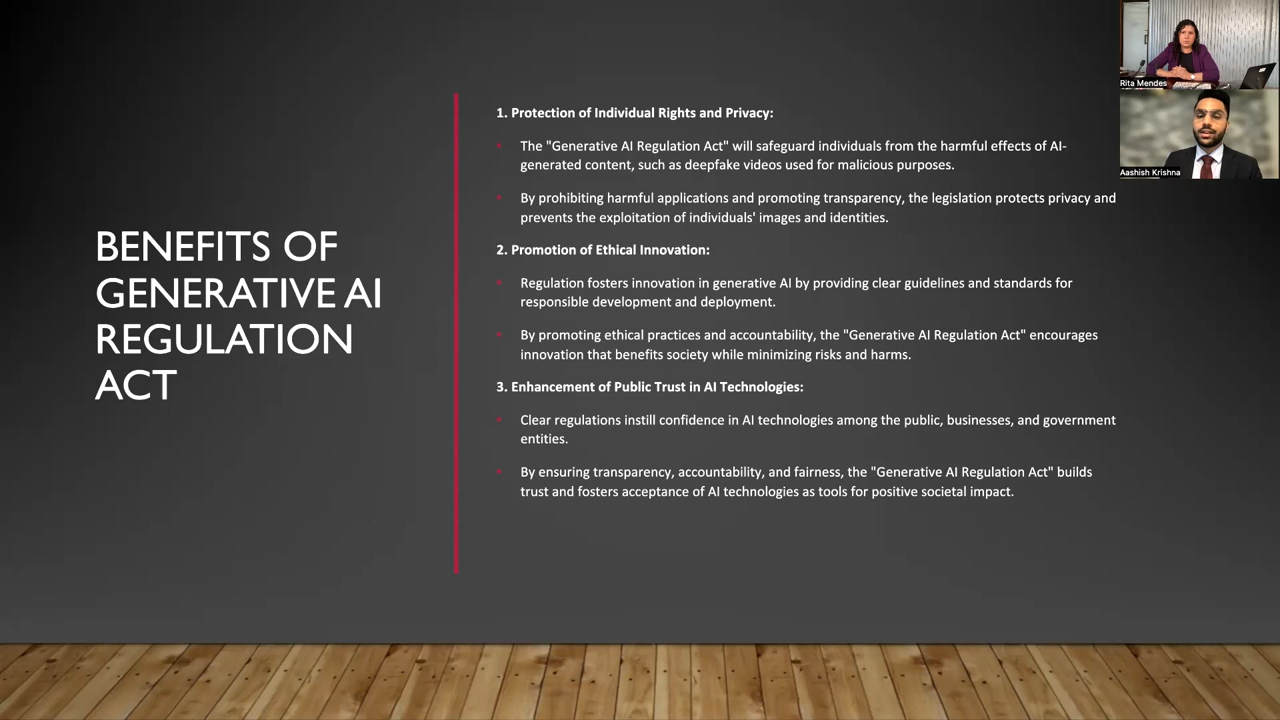 BENEFITS OF
GENERATIVE AI
REGULATION
ACT
1. Protection of Individual Rights and Privacy:
The "Generative AI Regulation Act" will safeguard individuals from the harmful effects of AI-
generated content, such as deepfake videos used for malicious purposes.
By prohibiting harmful applications and promoting transparency, the legislation protects privacy and
prevents the exploitation of individuals' images and identities.
2. Promotion of Ethical Innovation:
Regulation fosters innovation in generative AI by providing clear guidelines and standards for
responsible development and deployment.
By promoting ethical practices and accountability, the "Generative AI Regulation Act" encourages
innovation that benefits society while minimizing risks and harms.
3. Enhancement of Public Trust in AI Technologies:
Clear regulations instill confidence in AI technologies among the public, businesses, and government
entities.
By ensuring transparency, accountability, and fairness, the "Generative AI Regulation Act" builds
trust and fosters acceptance of AI technologies as tools for positive societal impact.
Rita Mendes
Aashish Krishna